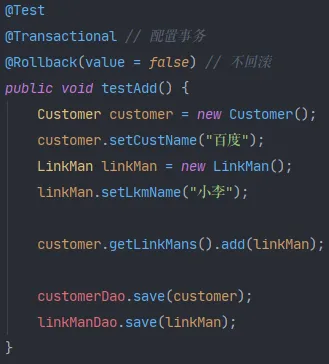 @Test
@Transactional // 配置事务
@Rollback(value = false) // 不回滚
public void testAdd() {
    Customer customer = new Customer();
    customer.setCustName("百度");
    LinkMan linkMan = new LinkMan();
    linkMan.setLkmName("小李");
    customer.getLinkMans().add(linkMan);
    customerDao.save(customer);
    linkManDao.save(linkMan);
}